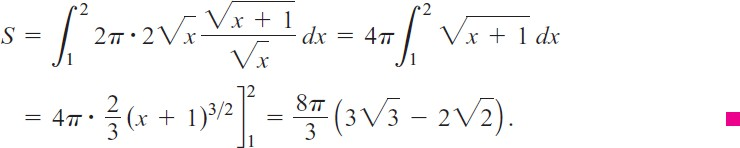 S = ∫₁² 2π · 2√x (√(x + 1) / √x) dx = 4π ∫₁² √(x + 1) dx
= 4π · (2/3)(x + 1)^{3/2} ]₁² = (8π/3)(3√3 − 2√2).